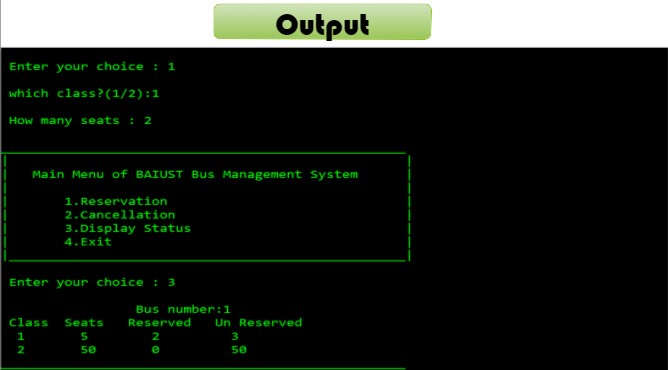 Output
Enter your choice : 1
which class?(1/2):1
How many seats : 2
Main Menu of BAIUST Bus Management System
1.Reservation
2.Cancellation
3.Display Status
4.Exit
Enter your choice : 3
Bus number:1
Class Seats Reserved Un Reserved
1 5 2 3
2 50 0 50